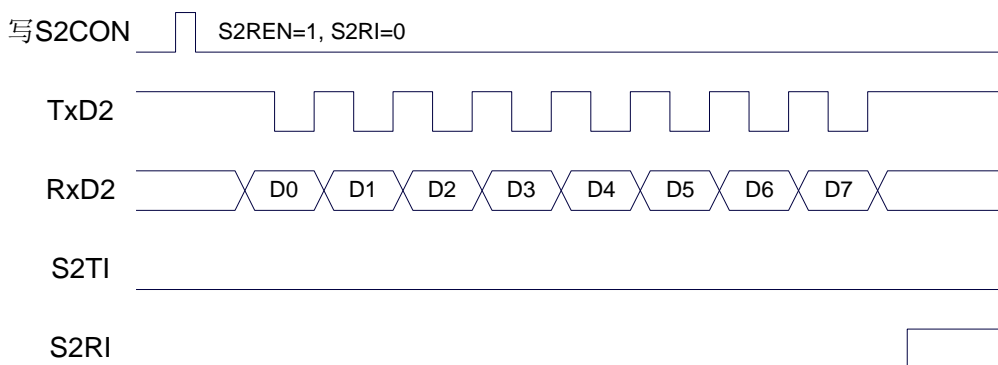 写S2CON S2REN=1, S2RI=0
TxD2
RxD2 D0 D1 D2 D3 D4 D5 D6 D7
S2TI
S2RI